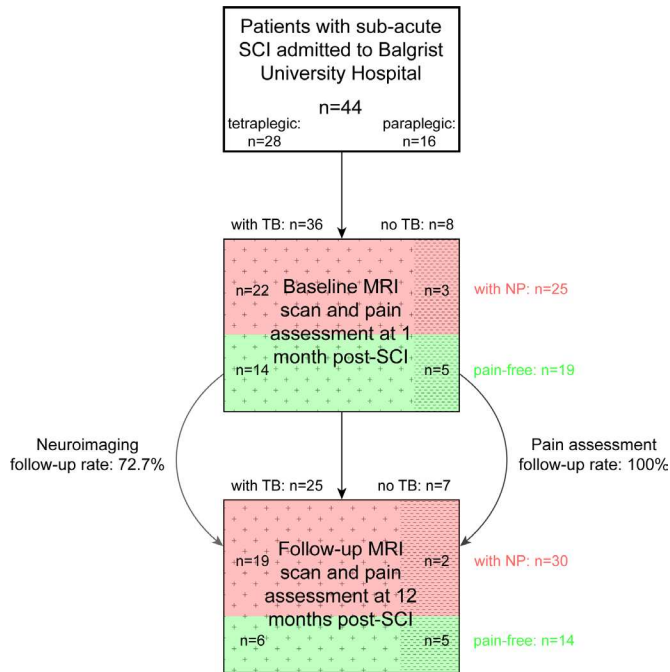 Patients with sub-acute
SCI admitted to Balgrist
University Hospital
n=44
tetraplegic: paraplegic:
n=28 n=16
with TB: n=36 no TB: n=8
n=22 Baseline MRI n=3 with NP: n=25
scan and pain
assessment at 1
month post-SCI
n=14 n=5 pain-free: n=19
Neuroimaging
follow-up rate: 72.7%
Pain assessment
follow-up rate: 100%
with TB: n=25 no TB: n=7
n=19 Follow-up MRI n=2 with NP: n=30
scan and pain
assessment at 12
months post-SCI
n=6 n=5 pain-free: n=14